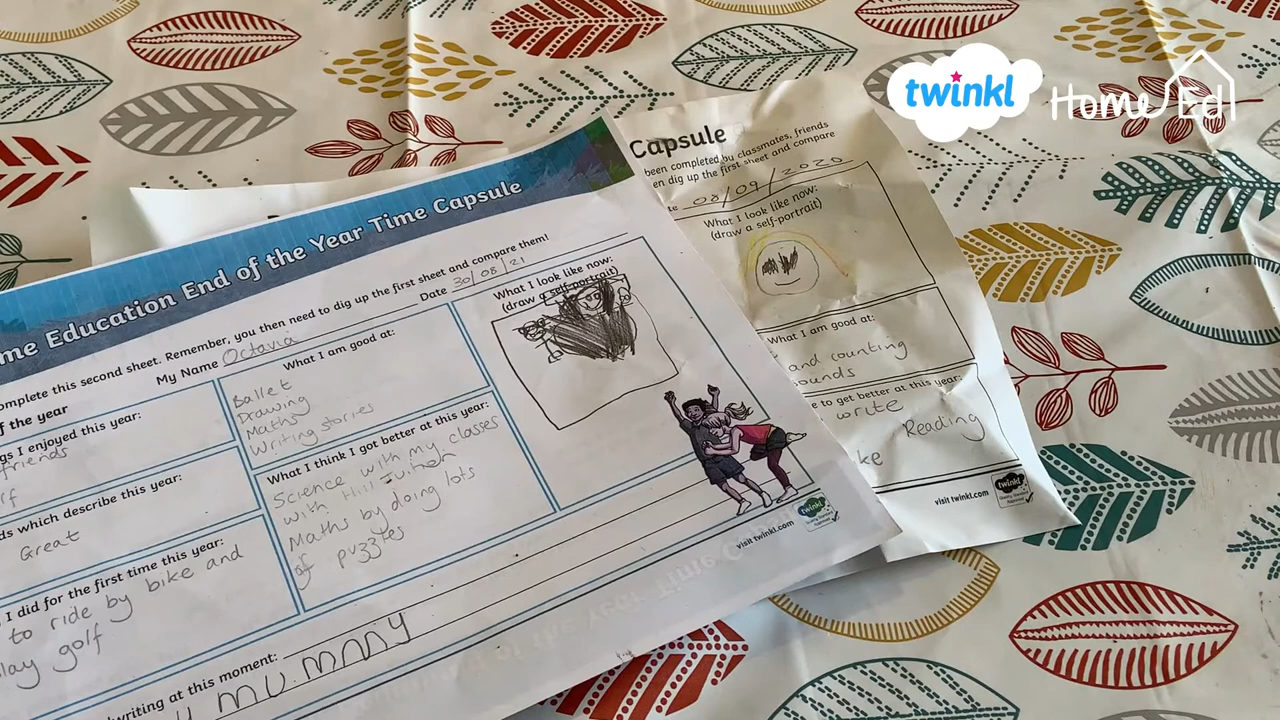 twinkl
Home Ed
Capsule
been completed by classmates, friends
en dig up the first sheet and compare
te 08/09/2020
What I look like now:
(draw a self-portrait)
What I am good at:
and counting
ounds
e to get better at this year:
write
Reading
ke
visit twinkl.com
twinkl
me Education End of the Year Time Capsule
omplete this second sheet. Remember, you then need to dig up the first sheet and compare them!
My Name Octavia
Date 30/08/21
of the year
gs I enjoyed this year:
friends
rf
ds which describe this year:
Great
I did for the first time this year:
to ride by bike and
lay golf
What I am good at:
Ballet
Drawing
Maths
Writing stories
What I think I got better at this year:
Science with my classes
with
Maths by doing lots
of puzzles
What I look like now:
(draw a self-portrait)
dwriting at this moment:
mummy
visit twinkl.com
twinkl